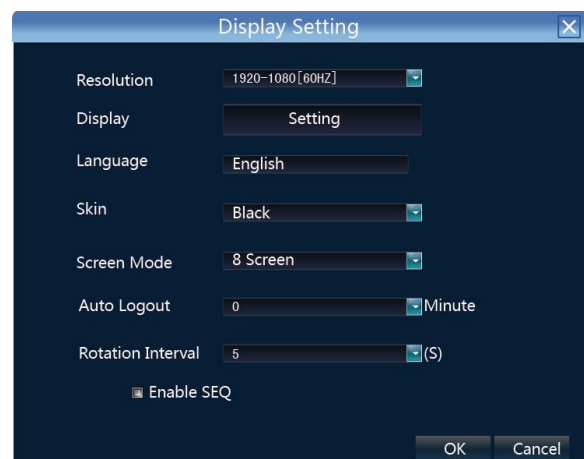 Display Setting
Resolution 1920-1080[60HZ]
Display Setting
Language English
Skin Black
Screen Mode 8 Screen
Auto Logout 0 Minute
Rotation Interval 5 (S)
Enable SEQ
OK Cancel